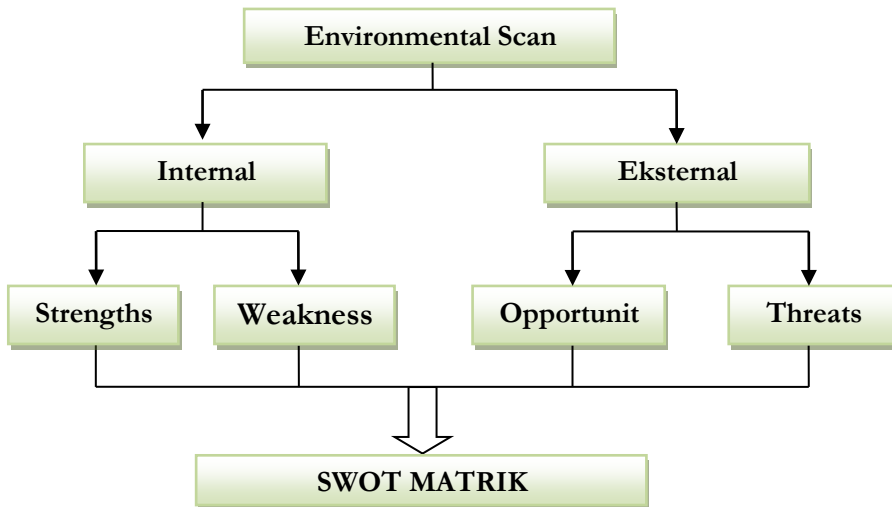 Environmental Scan
Internal
Eksternal
Strengths
Weakness
Opportunit
Threats
SWOT MATRIK